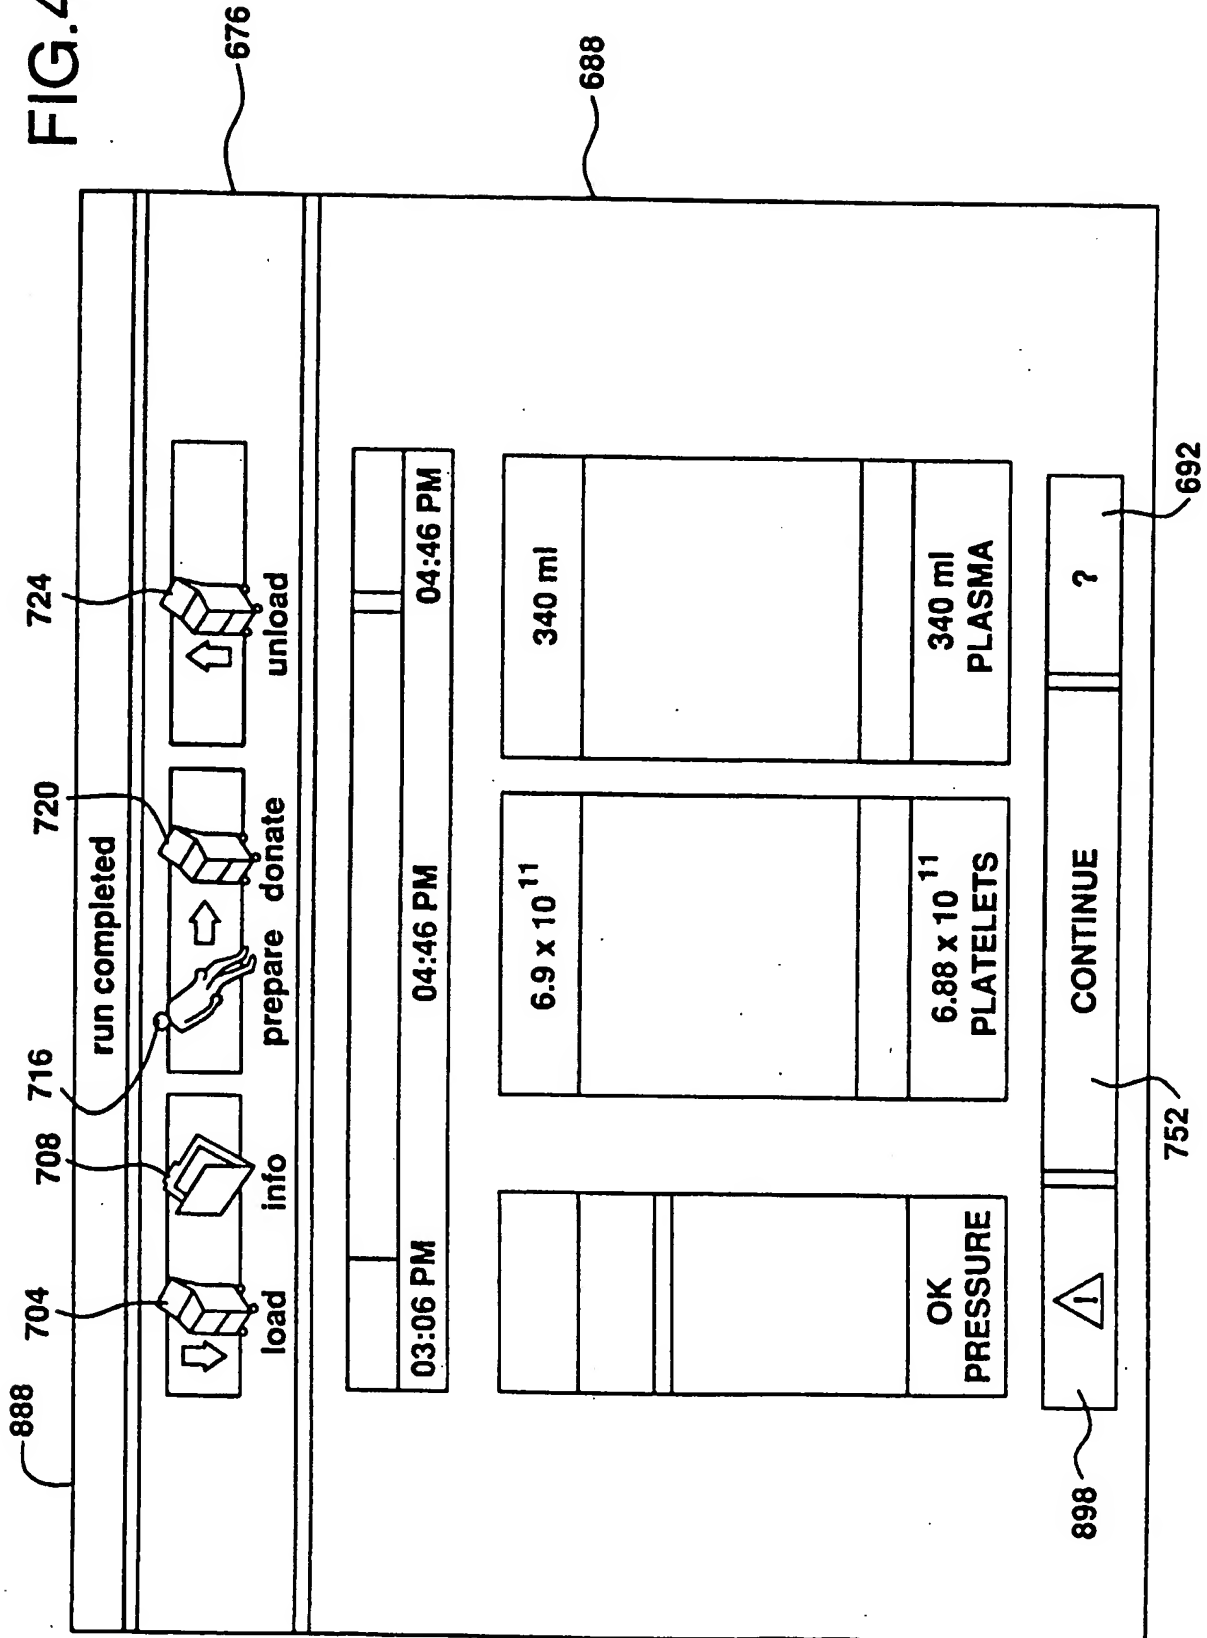 FIG.4
888
704
708
716
720
724
676
run completed
load
info
prepare
donate
unload
688
03:06 PM
04:46 PM
04:46 PM
6.9 x 10^11
340 ml
OK
PRESSURE
6.88 x 10^11
PLATELETS
340 ml
PLASMA
!
CONTINUE
?
898
752
692